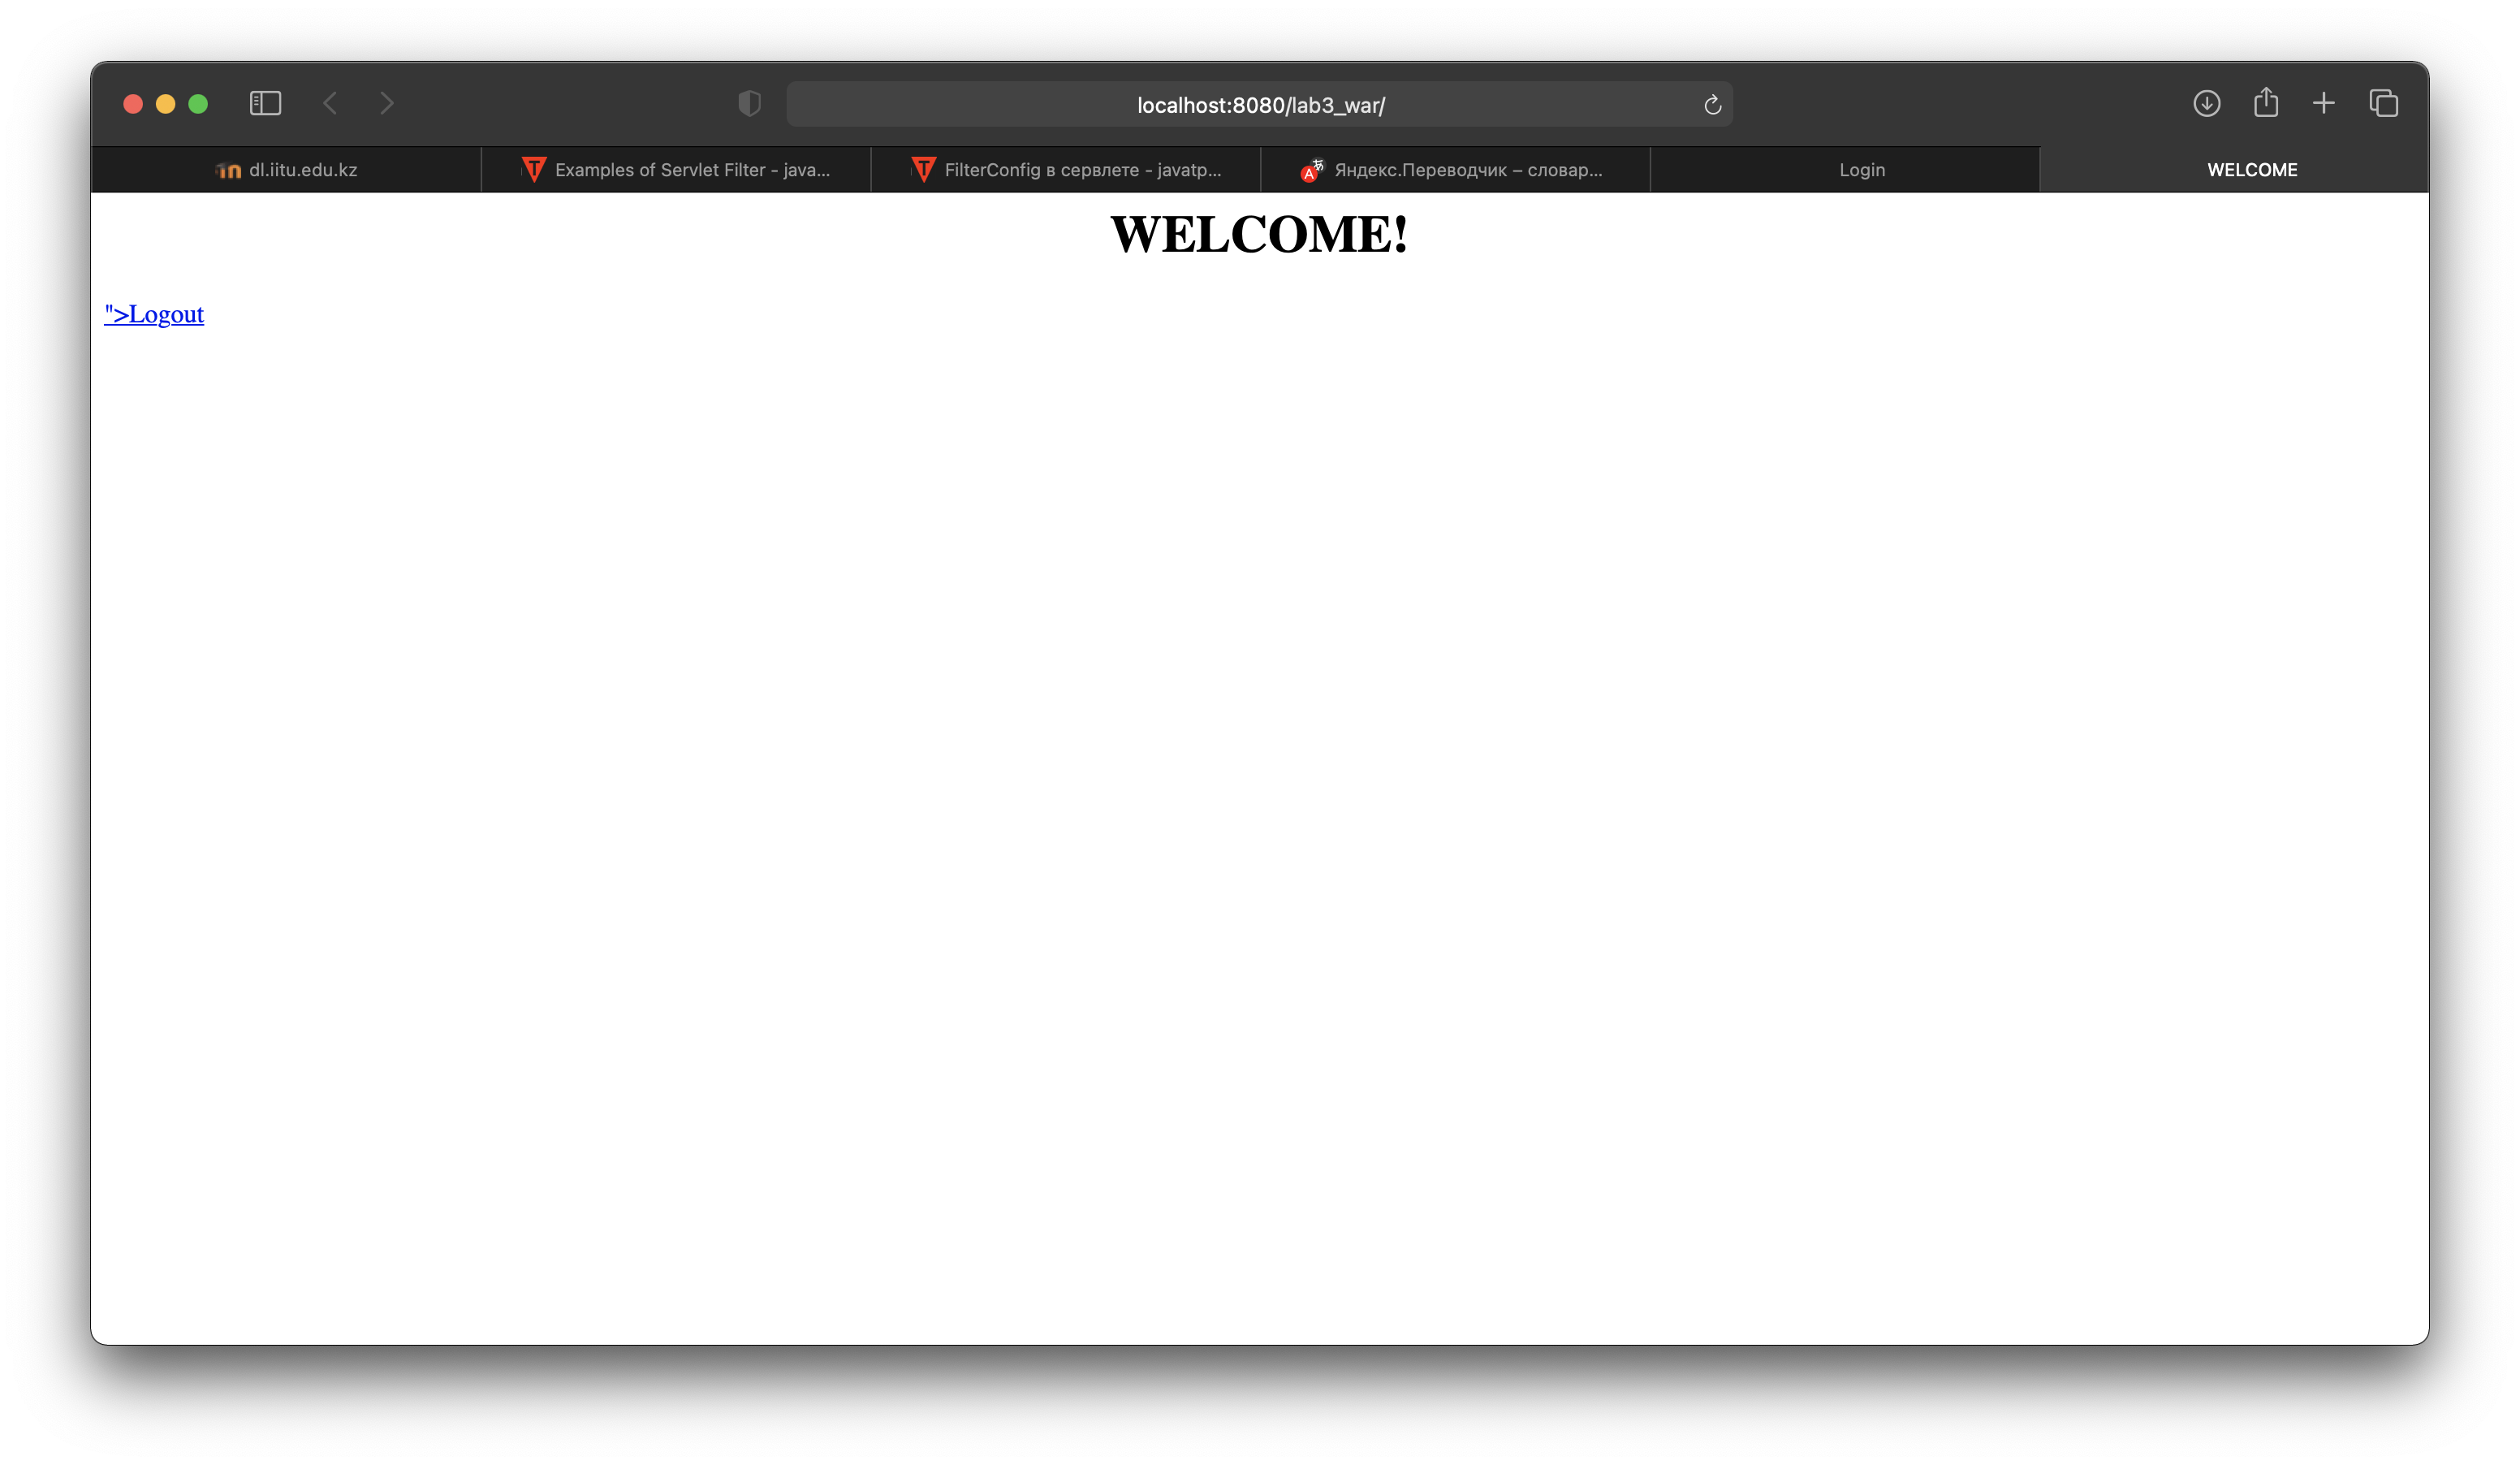 localhost:8080/lab3_war/
dl.iitu.edu.kz
Examples of Servlet Filter - java...
FilterConfig в сервлете - javatp...
Яндекс.Переводчик – словар...
Login
WELCOME
WELCOME!
">Logout